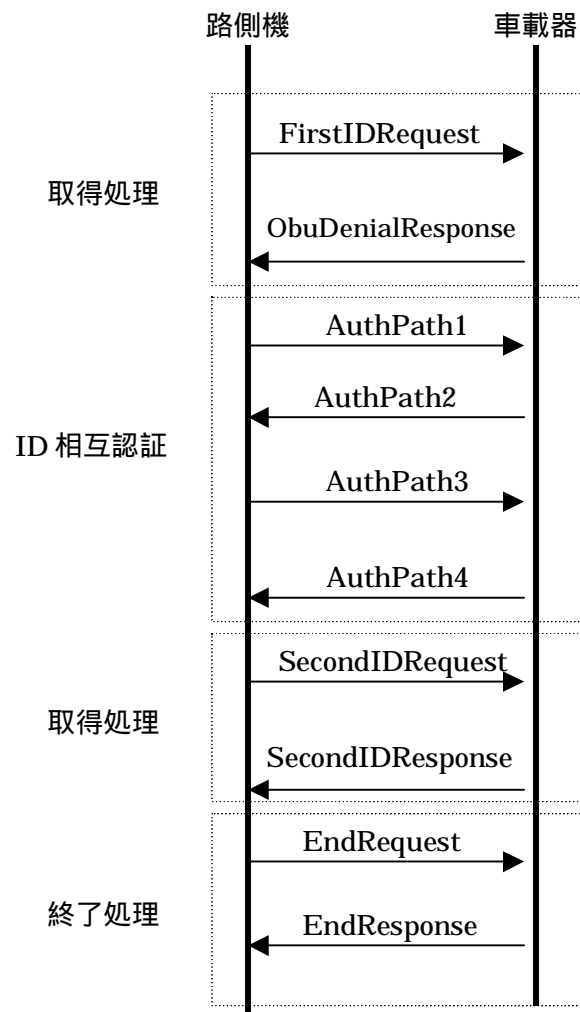 路側機
車載器
FirstIDRequest
取得処理
ObuDenialResponse
AuthPath1
AuthPath2
ID 相互認証
AuthPath3
AuthPath4
SecondIDRequest
取得処理
SecondIDResponse
EndRequest
終了処理
EndResponse